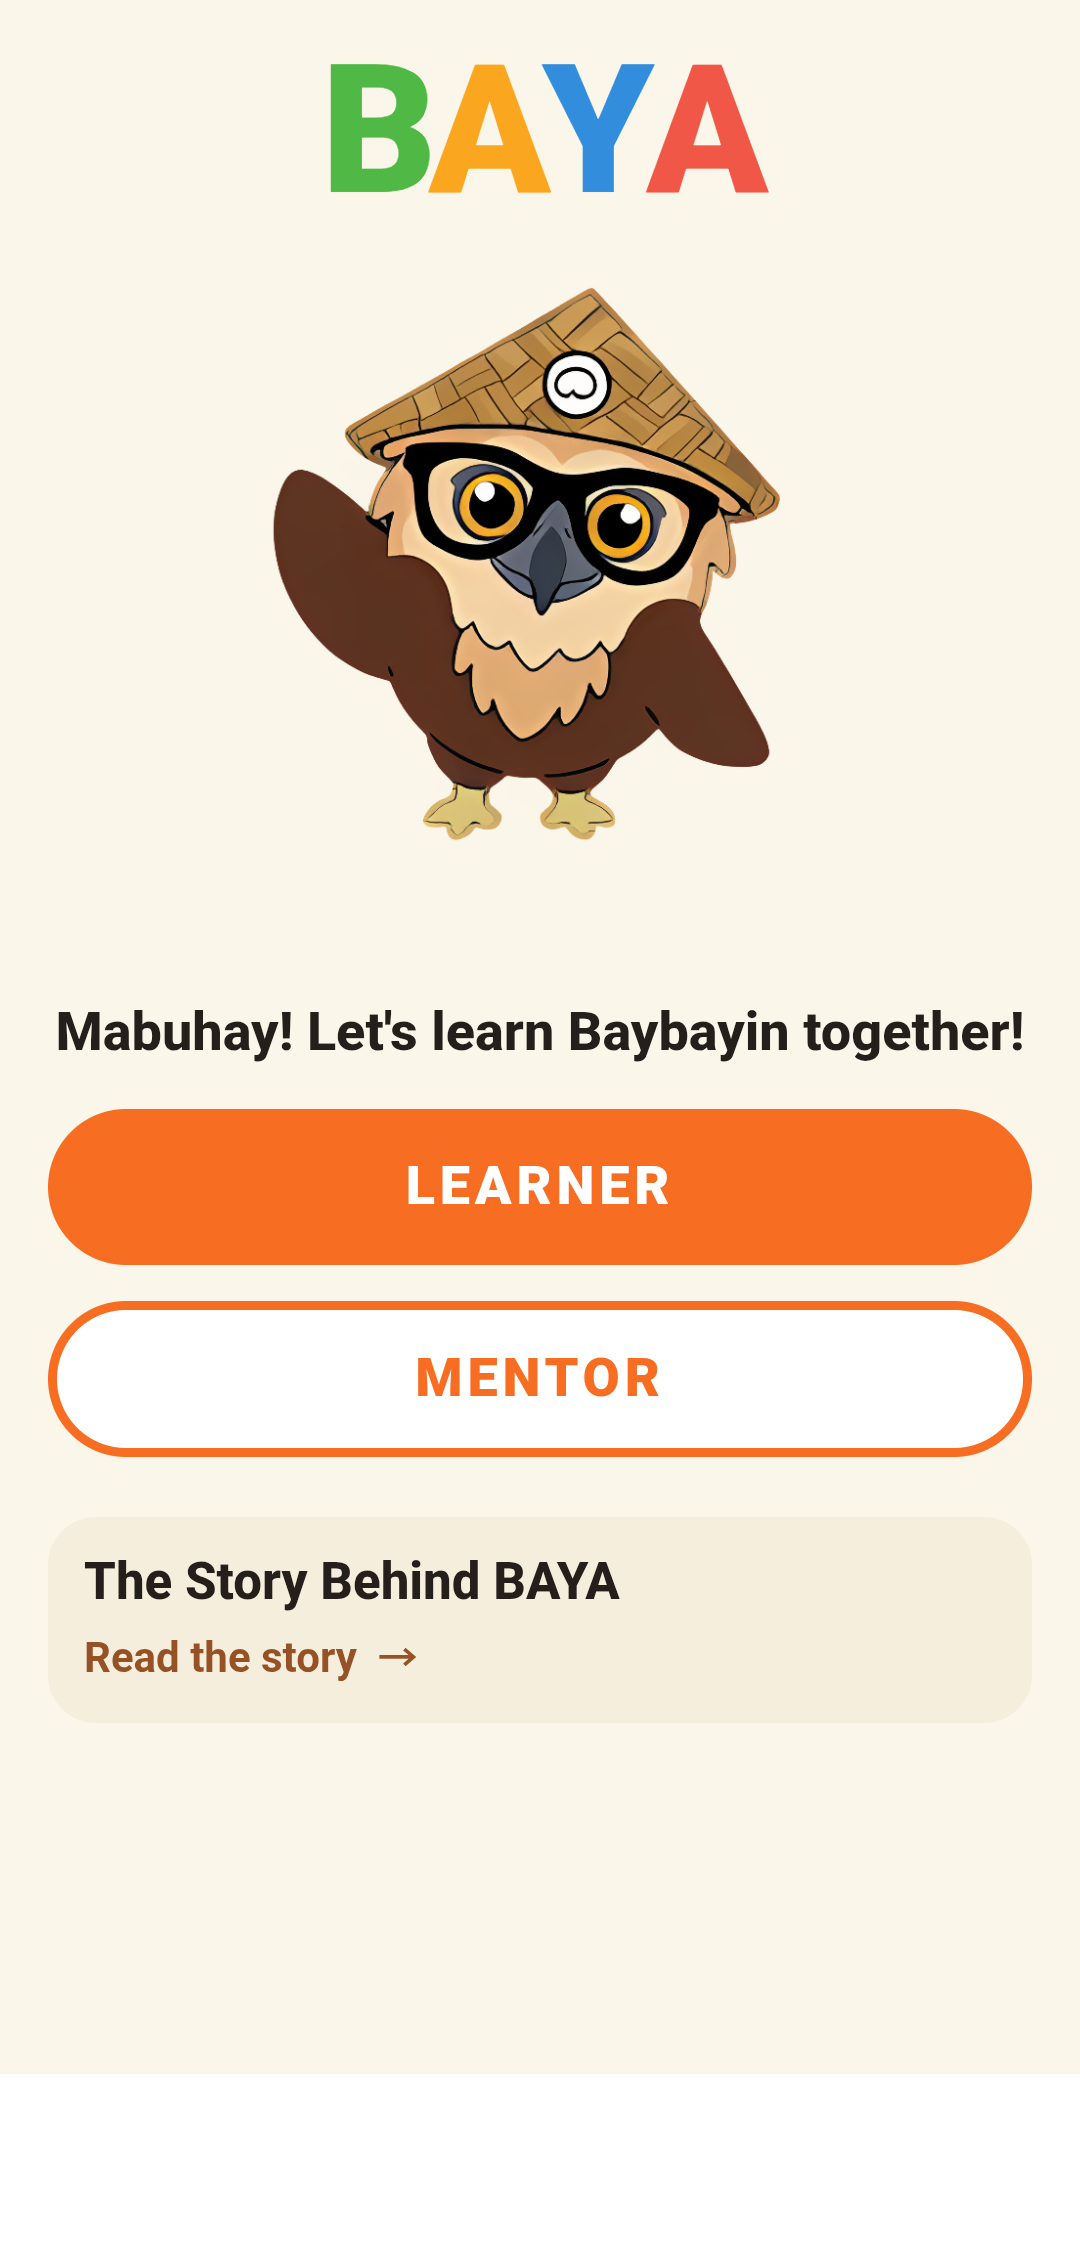 BAYA
ᜊ
Mabuhay! Let's learn Baybayin together!
LEARNER
MENTOR
The Story Behind BAYA
Read the story →